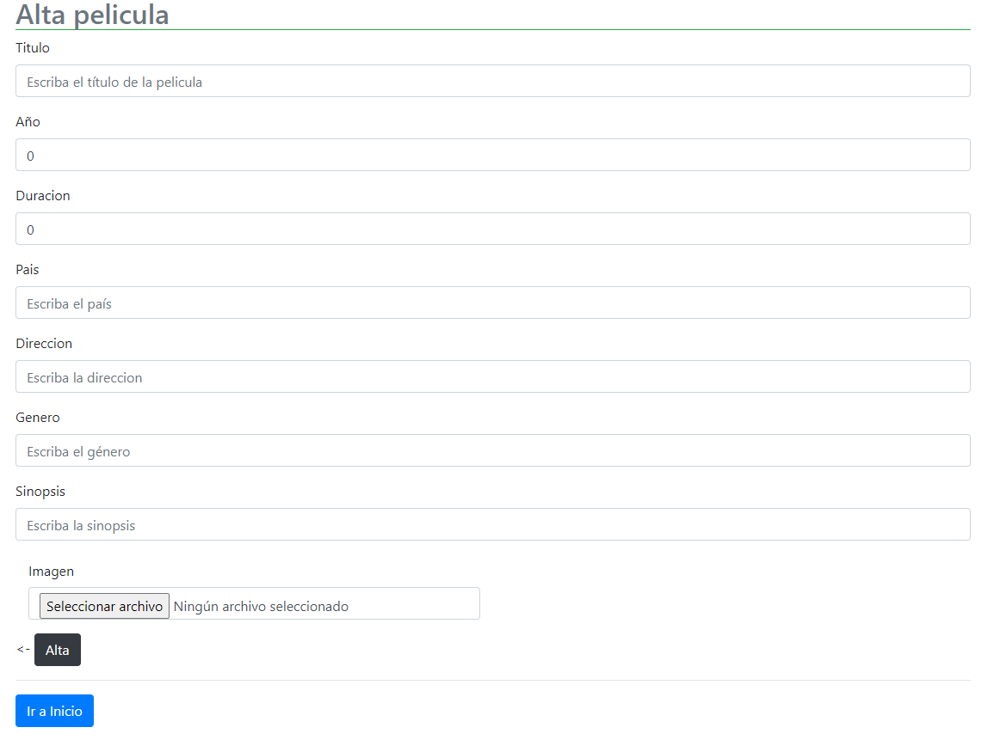 Alta pelicula
Titulo
Escriba el título de la pelicula
Año
0
Duracion
0
Pais
Escriba el país
Direccion
Escriba la direccion
Genero
Escriba el género
Sinopsis
Escriba la sinopsis
Imagen
Seleccionar archivo Ningún archivo seleccionado
<- Alta
Ir a Inicio